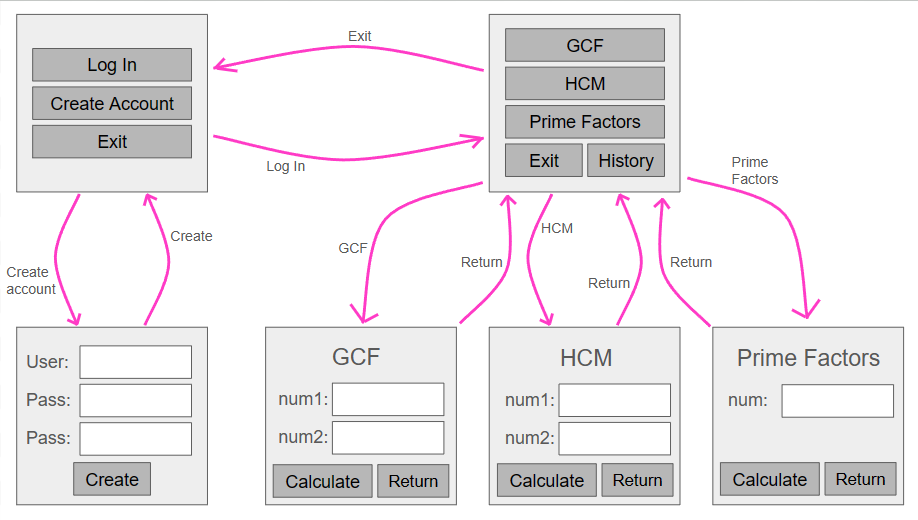 Log In
Create Account
Exit
Exit
Log In
GCF
HCM
Prime Factors
Exit
History
Create
account
Create
GCF
Return
HCM
Return
Return
Prime
Factors
User:
Pass:
Pass:
Create
GCF
num1:
num2:
Calculate
Return
HCM
num1:
num2:
Calculate
Return
Prime Factors
num:
Calculate
Return